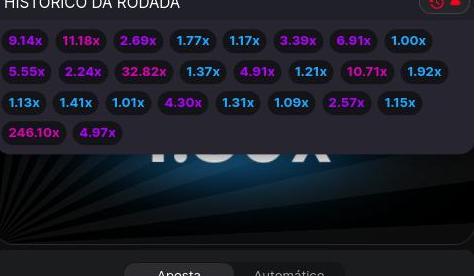 HISTÓRICO DA RODADA
9.14x 11.18x 2.69x 1.77x 1.17x 3.39x 6.91x 1.00x
5.55x 2.24x 32.82x 1.37x 4.91x 1.21x 10.71x 1.92x
1.13x 1.41x 1.01x 4.30x 1.31x 1.09x 2.57x 1.15x
246.10x 4.97x
Aposta Automático